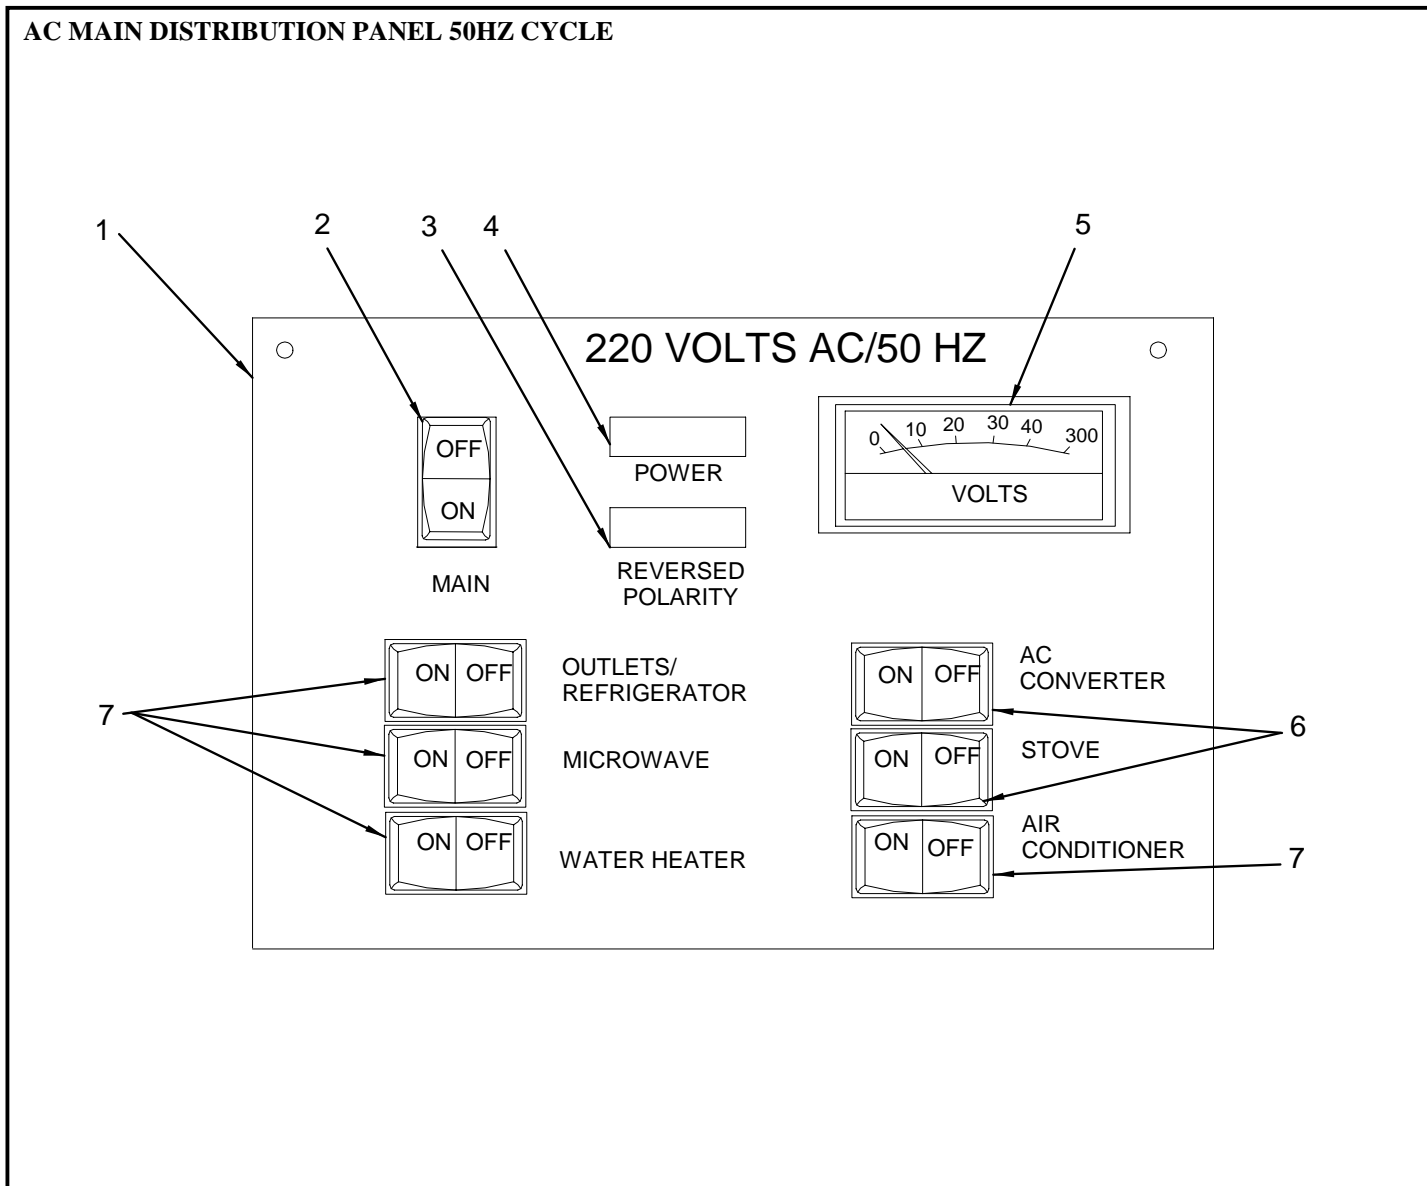 AC MAIN DISTRIBUTION PANEL 50HZ CYCLE
1
2
3
4
5
220 VOLTS AC/50 HZ
OFF
ON
MAIN
POWER
REVERSED
POLARITY
0 10 20 30 40 300
VOLTS
7
ON OFF
OUTLETS/
REFRIGERATOR
ON OFF
MICROWAVE
ON OFF
WATER HEATER
ON OFF
AC
CONVERTER
ON OFF
STOVE
6
ON OFF
AIR
CONDITIONER
7